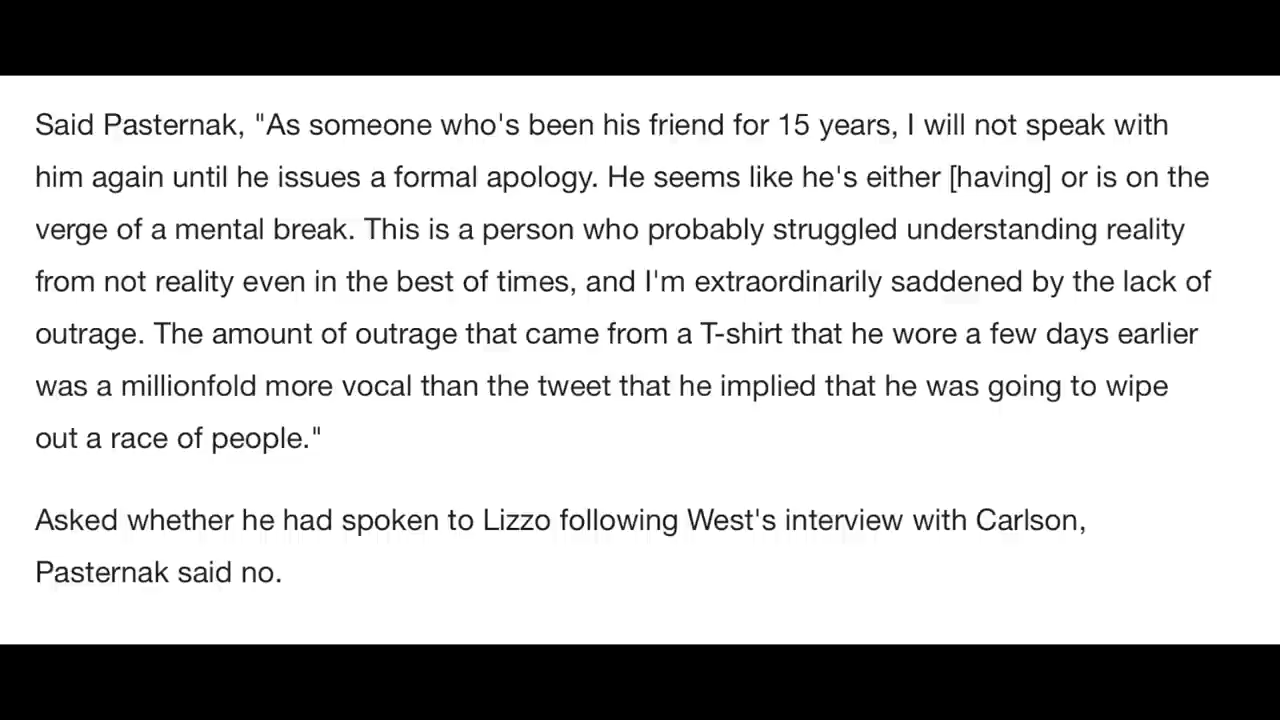 Said Pasternak, "As someone who's been his friend for 15 years, I will not speak with
him again until he issues a formal apology. He seems like he's either [having] or is on the
verge of a mental break. This is a person who probably struggled understanding reality
from not reality even in the best of times, and I'm extraordinarily saddened by the lack of
outrage. The amount of outrage that came from a T-shirt that he wore a few days earlier
was a millionfold more vocal than the tweet that he implied that he was going to wipe
out a race of people."
Asked whether he had spoken to Lizzo following West's interview with Carlson,
Pasternak said no.